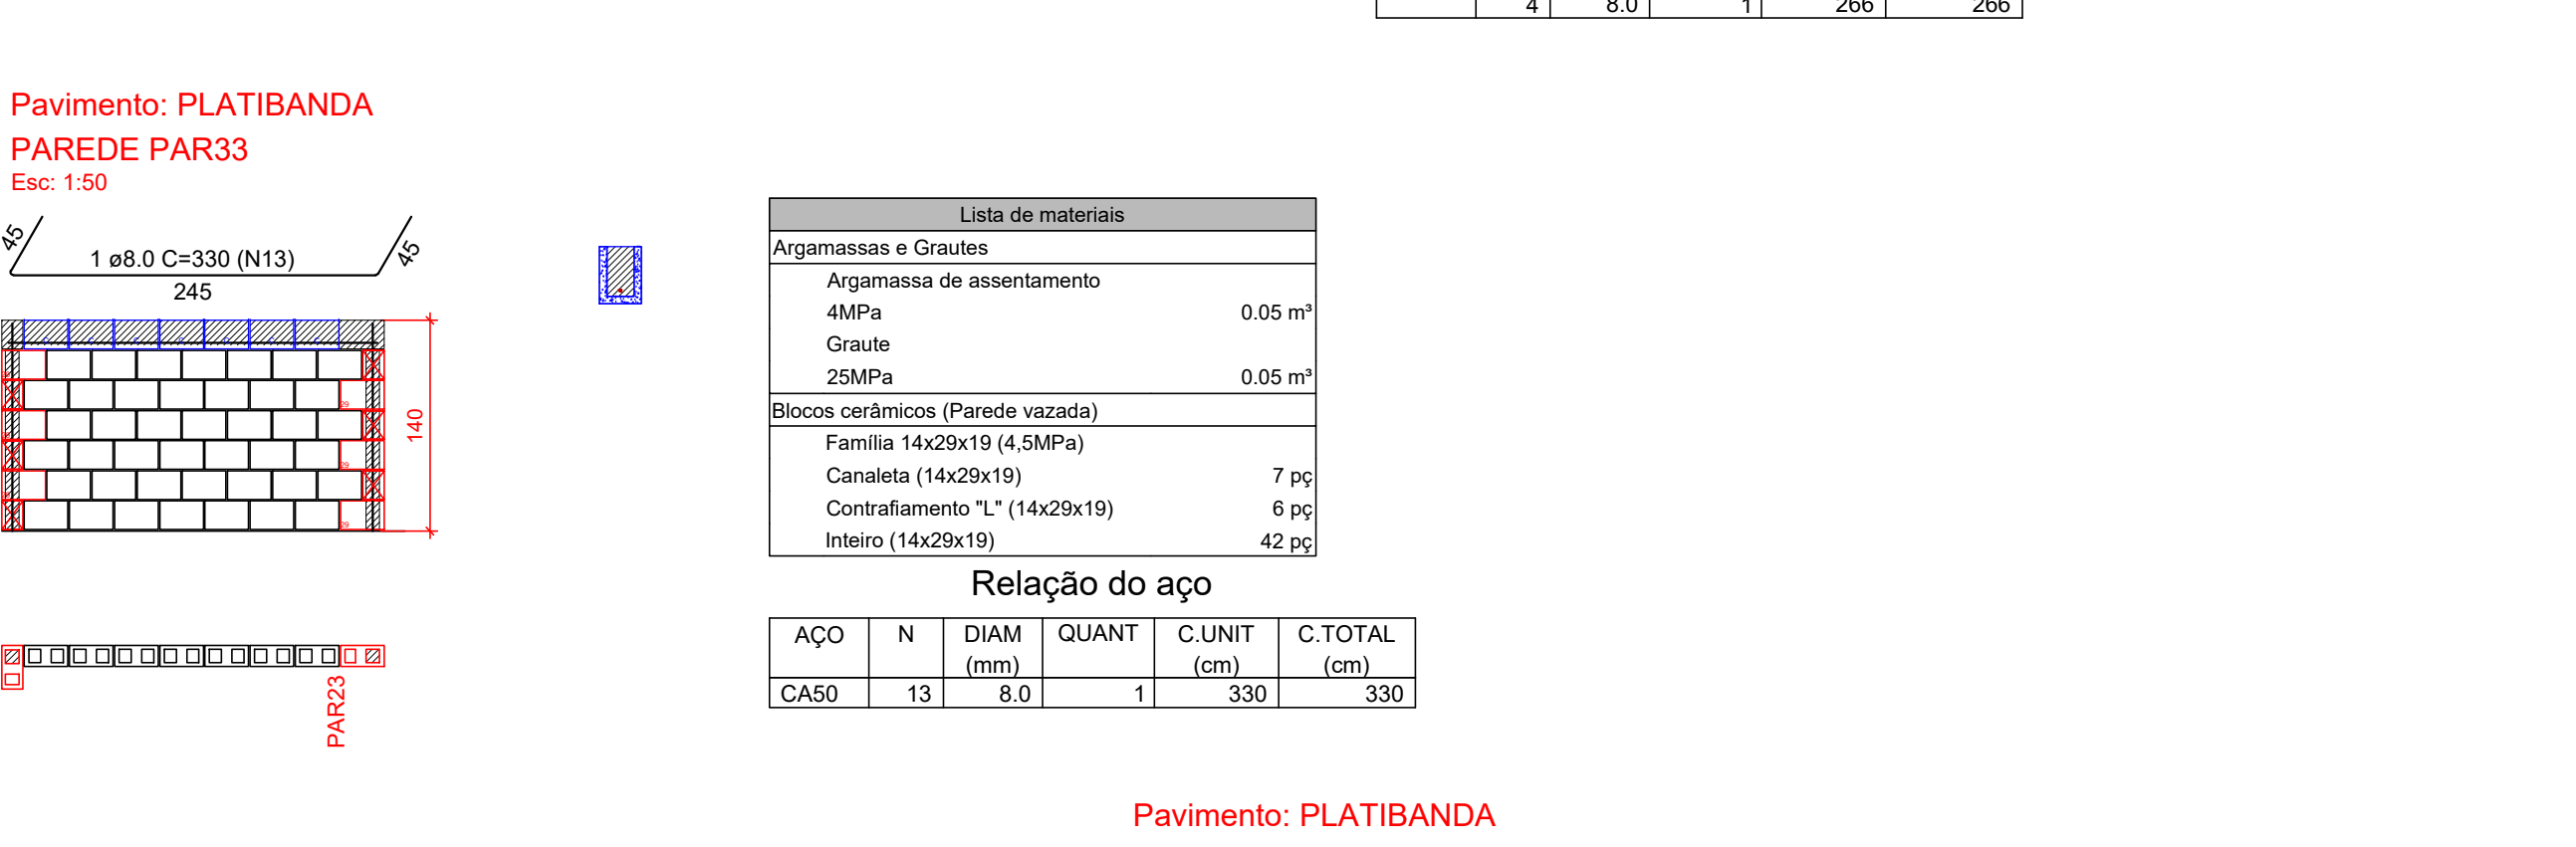 4 8.0 1 266 266
Pavimento: PLATIBANDA
PAREDE PAR33
Esc: 1:50
45
1 ø8.0 C=330 (N13)
45
245
140
29
29
29
PAR23
Lista de materiais
Argamassas e Grautes
Argamassa de assentamento
4MPa 0.05 m³
Graute
25MPa 0.05 m³
Blocos cerâmicos (Parede vazada)
Família 14x29x19 (4,5MPa)
Canaleta (14x29x19) 7 pç
Contrafiamento "L" (14x29x19) 6 pç
Inteiro (14x29x19) 42 pç
Relação do aço
AÇO N DIAM QUANT C.UNIT C.TOTAL
(mm) (cm) (cm)
CA50 13 8.0 1 330 330
Pavimento: PLATIBANDA